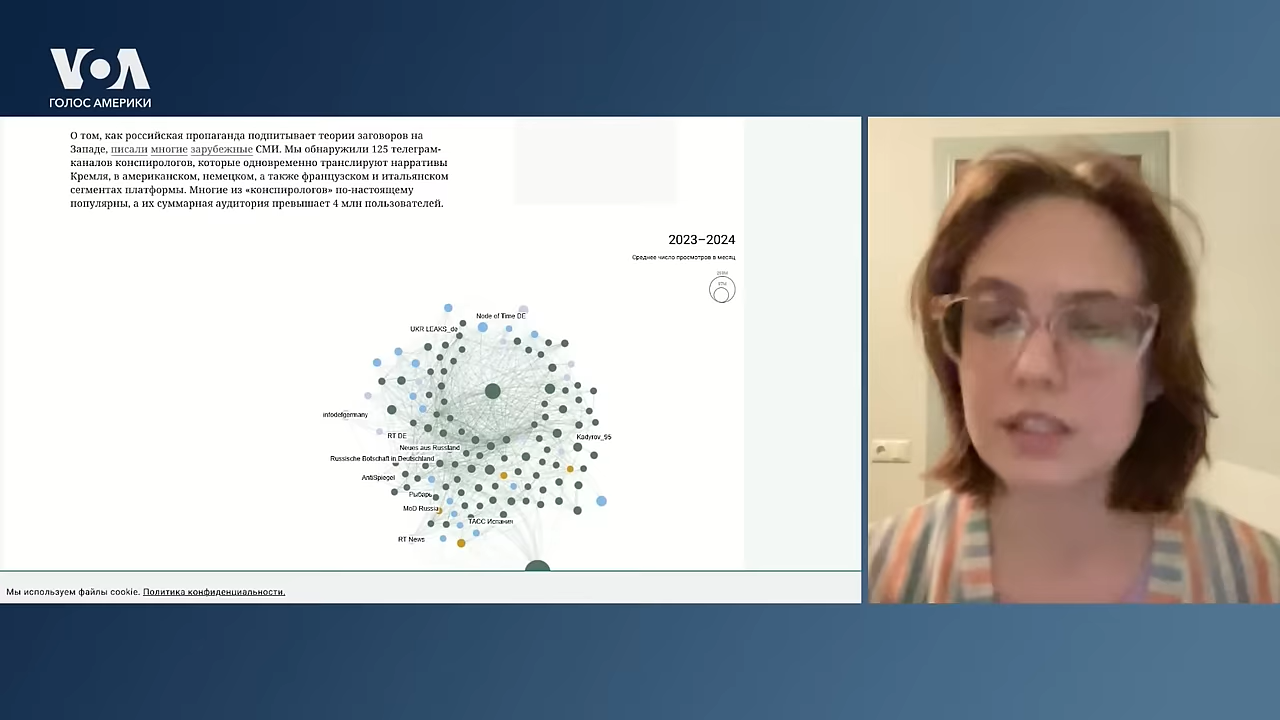 VOA
ГОЛОС АМЕРИКИ
О том, как российская пропаганда подпитывает теории заговоров на
Западе, писали многие зарубежные СМИ. Мы обнаружили 125 телеграм-
каналов конспирологов, которые одновременно транслируют нарративы
Кремля, в американском, немецком, а также французском и итальянском
сегментах платформы. Многие из «конспирологов» по-настоящему
популярны, а их суммарная аудитория превышает 4 млн пользователей.
2023–2024
Среднее число просмотров в месяц
Node of Time DE
UKR LEAKS_de
infodefgermany
RT DE
Kadyrov_95
Neues aus Russland
Russische Botschaft in Deutschland
AntiSpiegel
Рыбарь
MoD Russia
ТАСС Испания
RT News
Мы используем файлы cookie. Политика конфиденциальности.